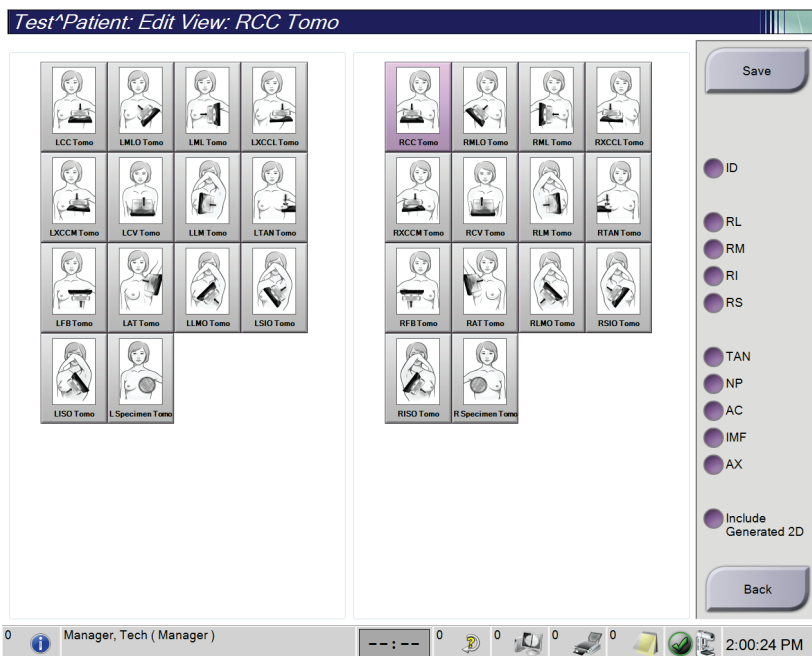 Test^Patient: Edit View: RCC Tomo
LCC Tomo
LMLO Tomo
LML Tomo
LXCCL Tomo
LXCCM Tomo
LCV Tomo
LLM Tomo
LTAN Tomo
LFB Tomo
LAT Tomo
LLMO Tomo
LSIO Tomo
LISO Tomo
L Specimen Tomo
RCC Tomo
RMLO Tomo
RML Tomo
RXCCL Tomo
RXCCM Tomo
RCV Tomo
RLM Tomo
RTAN Tomo
RFB Tomo
RAT Tomo
RLMO Tomo
RSIO Tomo
RISO Tomo
R Specimen Tomo
Save
ID
RL
RM
RI
RS
TAN
NP
AC
IMF
AX
Include
Generated 2D
Back
0
Manager, Tech ( Manager )
--:--
0
0
0
0
2:00:24 PM